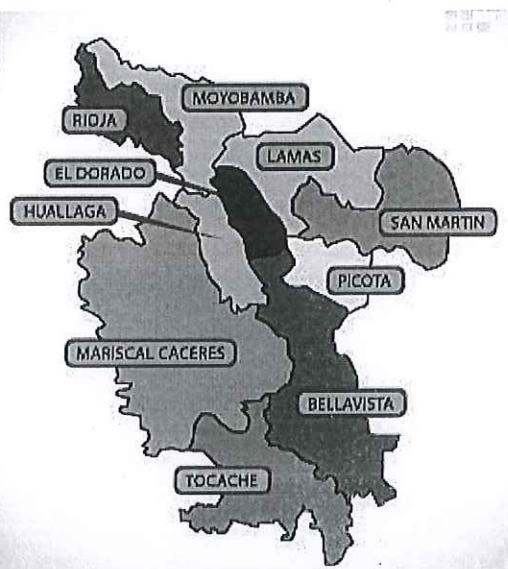 MOYOBAMBA
RIOJA
LAMAS
EL DORADO
HUALLAGA
SAN MARTIN
PICOTA
MARISCAL CACERES
BELLAVISTA
TOCACHE